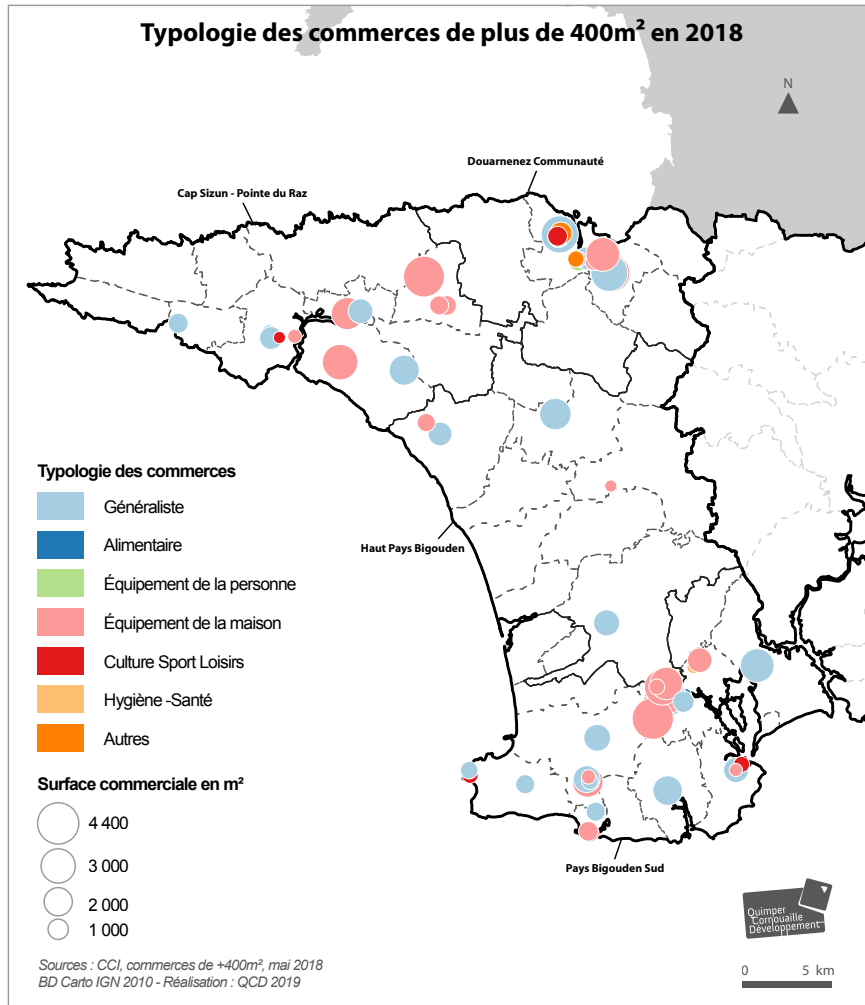 Typologie des commerces de plus de 400m² en 2018
N
Douarnenez Communauté
Cap Sizun - Pointe du Raz
Haut Pays Bigouden
Pays Bigouden Sud
Typologie des commerces
Généraliste
Alimentaire
Équipement de la personne
Équipement de la maison
Culture Sport Loisirs
Hygiène -Santé
Autres
Surface commerciale en m²
4 400
3 000
2 000
1 000
Sources : CCI, commerces de +400m², mai 2018
BD Carto IGN 2010 - Réalisation : QCD 2019
Quimper
Cornouaille
Développement
0 5 km